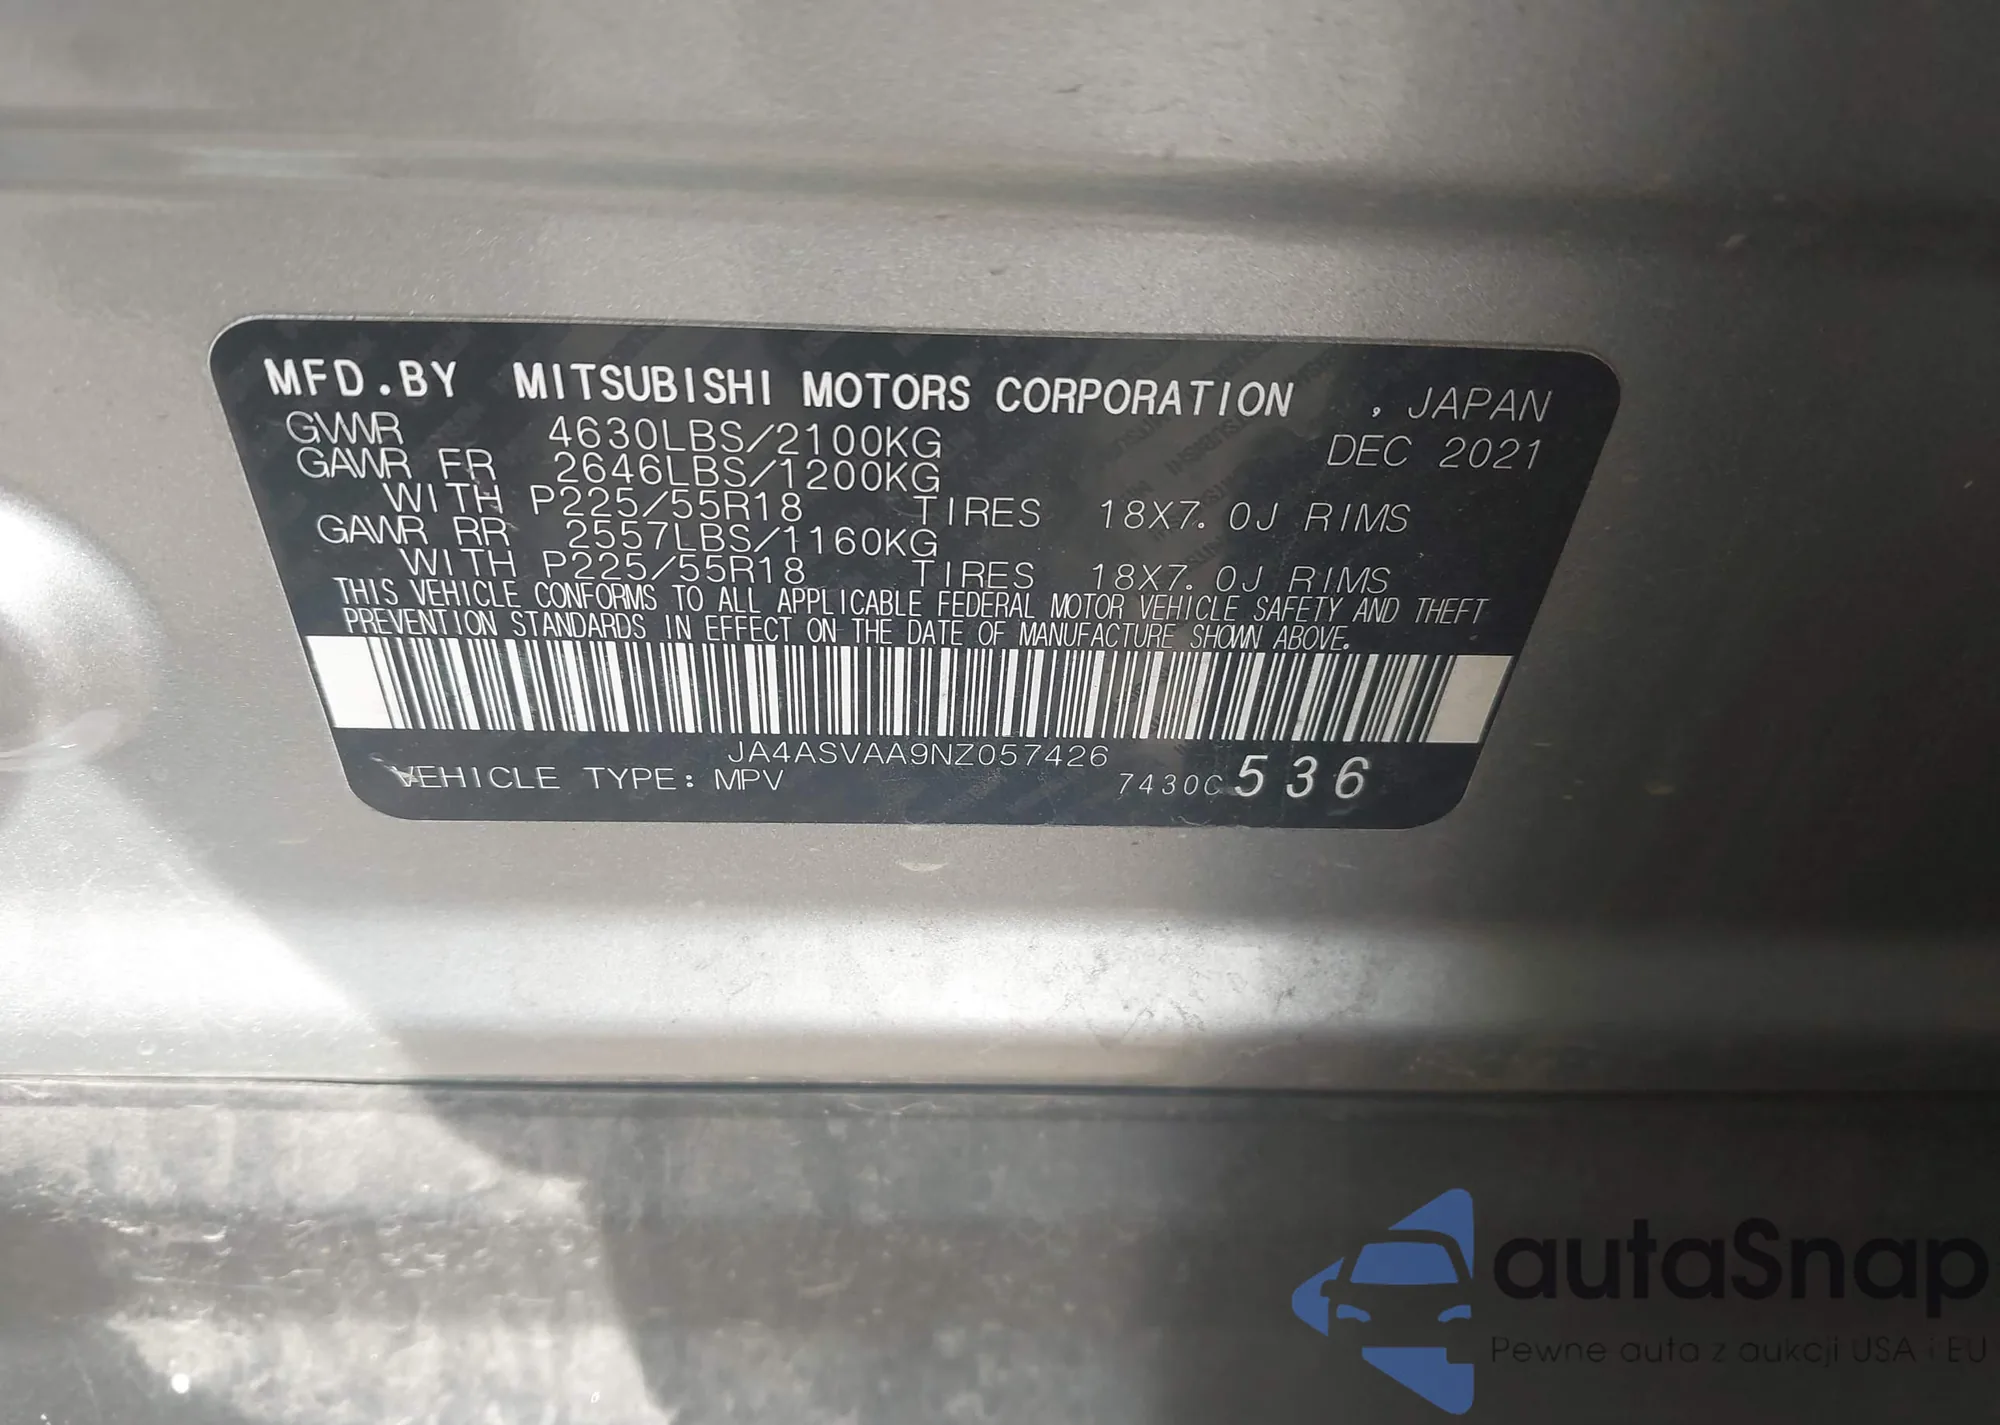 MFD.BY MITSUBISHI MOTORS CORPORATION , JAPAN
GVWR 4630LBS/2100KG DEC 2021
GAWR FR 2646LBS/1200KG
WITH P225/55R18 TIRES 18X7.0J RIMS
GAWR RR 2557LBS/1160KG
WITH P225/55R18 TIRES 18X7.0J RIMS
THIS VEHICLE CONFORMS TO ALL APPLICABLE FEDERAL MOTOR VEHICLE SAFETY AND THEFT
PREVENTION STANDARDS IN EFFECT ON THE DATE OF MANUFACTURE SHOWN ABOVE.
JA4ASVAA9NZ057426
VEHICLE TYPE: MPV 7430C 536
autaSnap
Pewne auta z aukcji USA i EU